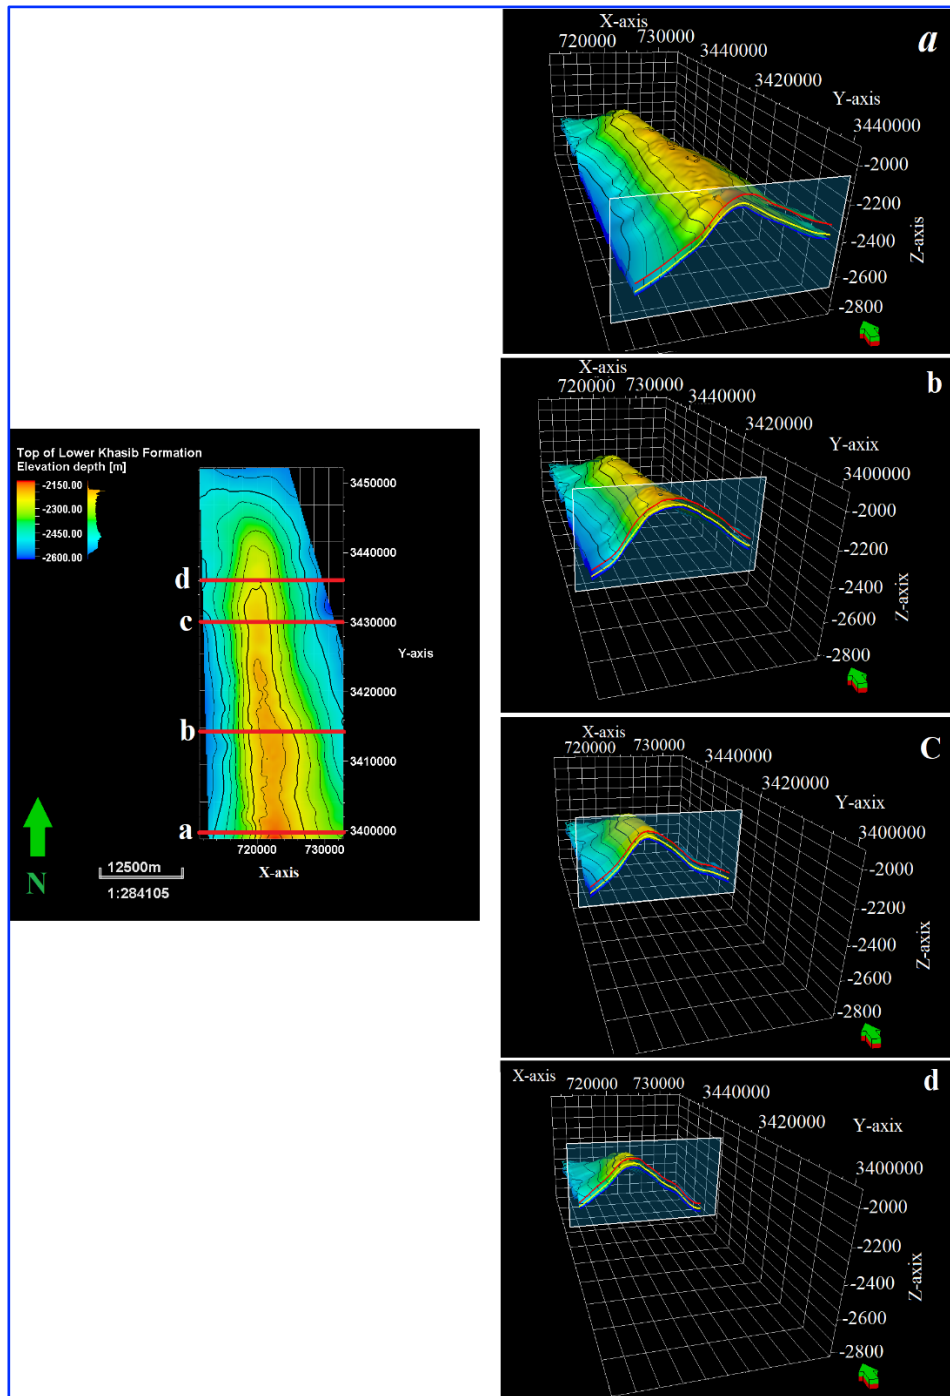 Top of Lower Khasib Formation
Elevation depth [m]
-2150.00
-2300.00
-2450.00
-2600.00
3450000
3440000
3430000
Y-axis
3420000
3410000
3400000
d
c
b
a
720000 730000
X-axis
12500m
1:284105
N
X-axis
a
720000 730000 3440000
3420000
Y-axis
3440000
-2000
-2200
-2400
-2600
-2800
Z-axis
X-axis
b
720000 730000 3440000
3420000
Y-axix
3400000
-2000
-2200
-2400
-2600
-2800
Z-axis
X-axis
C
720000 730000 3440000
3420000
Y-axix
3400000
-2000
-2200
-2400
-2600
-2800
Z-axis
X-axis
d
720000 730000 3440000
3420000
Y-axix
3400000
-2000
-2200
-2400
-2600
-2800
Z-axis